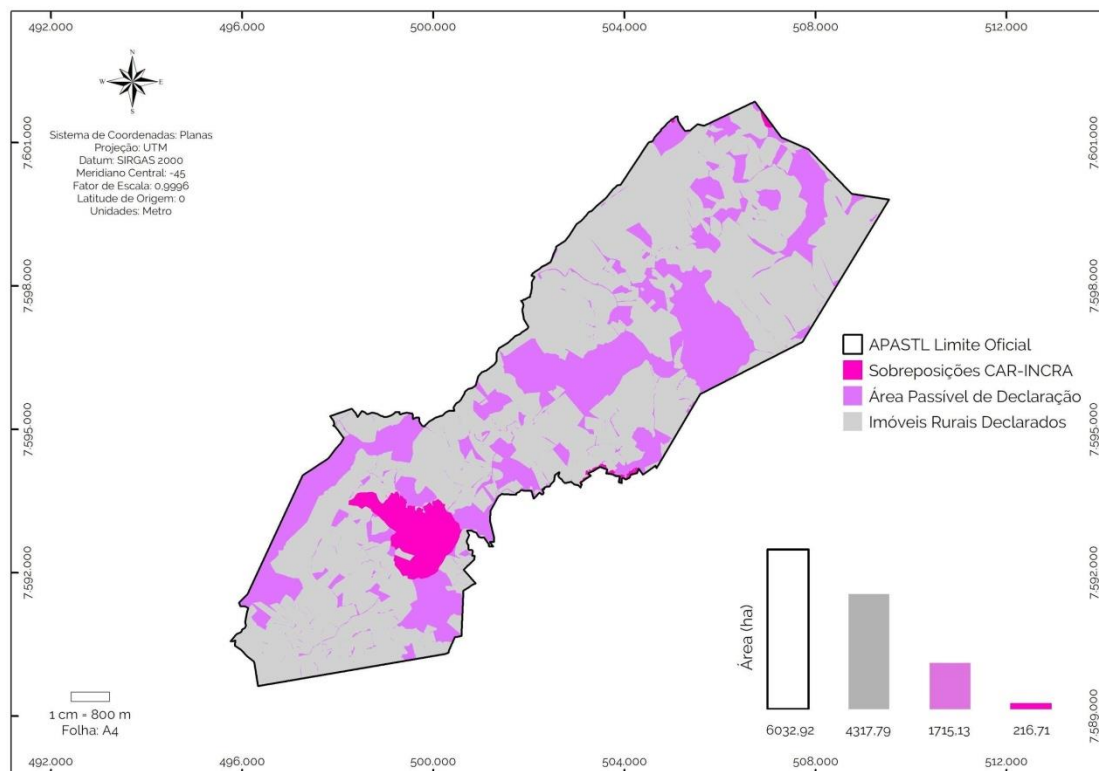 492.000
496.000
500.000
504.000
508.000
512.000
N
W
E
S
Sistema de Coordenadas: Planas
Projeção: UTM
Datum: SIRGAS 2000
Meridiano Central: -45
Fator de Escala: 0,9996
Latitude de Origem: 0
Unidades: Metro
7.601.000
7.601.000
7.598.000
7.598.000
APASTL Limite Oficial
Sobreposições CAR-INCRA
Área Passível de Declaração
Imóveis Rurais Declarados
7.595.000
7.595.000
7.592.000
7.592.000
Área (ha)
6032.92
4317.79
1715.13
216.71
7.589.000
1 cm = 800 m
Folha: A4
492.000
496.000
500.000
504.000
508.000
512.000